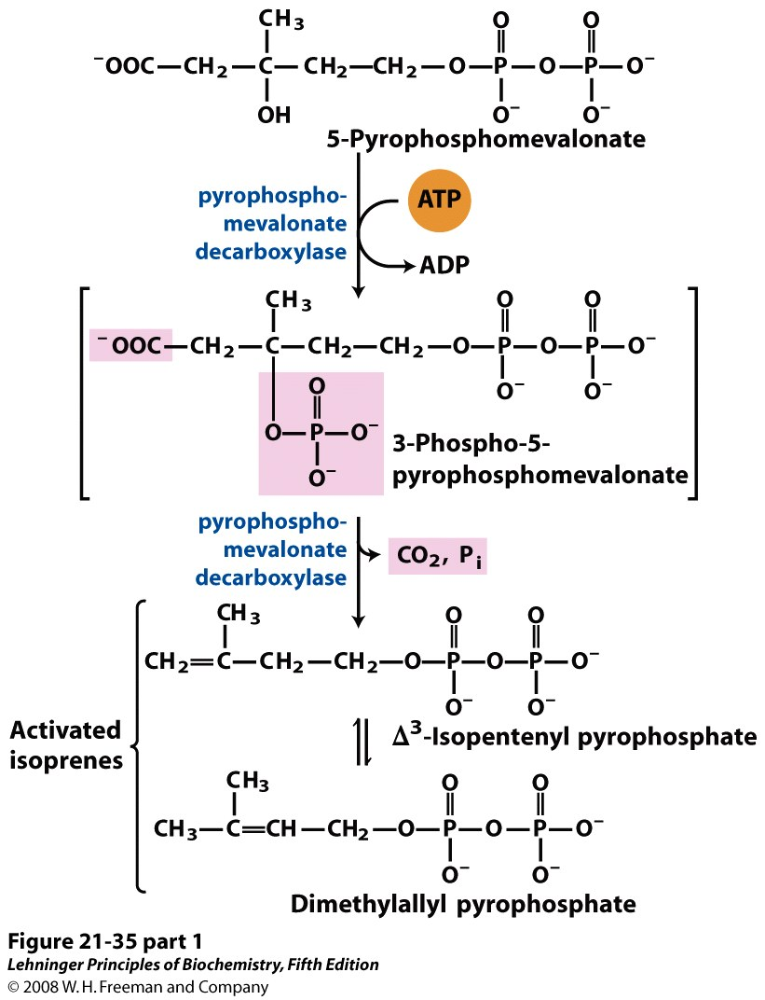 CH₃
⁻OOC—CH₂—C—CH₂—CH₂—O—P—O—P—O⁻
O O
OH O⁻ O⁻
5-Pyrophosphomevalonate
pyrophospho-
mevalonate
decarboxylase
ATP
ADP
CH₃ O O
⁻OOC—CH₂—C—CH₂—CH₂—O—P—O—P—O⁻
O⁻ O⁻
O
O—P—O⁻
O⁻
3-Phospho-5-
pyrophosphomevalonate
pyrophospho-
mevalonate
decarboxylase
CO₂, Pᵢ
CH₃ O O
CH₂=C—CH₂—CH₂—O—P—O—P—O⁻
O⁻ O⁻
Activated
isoprenes
Δ³-Isopentenyl pyrophosphate
CH₃ O O
CH₃—C=CH—CH₂—O—P—O—P—O⁻
O⁻ O⁻
Dimethylallyl pyrophosphate
Figure 21-35 part 1
Lehninger Principles of Biochemistry, Fifth Edition
© 2008 W. H. Freeman and Company